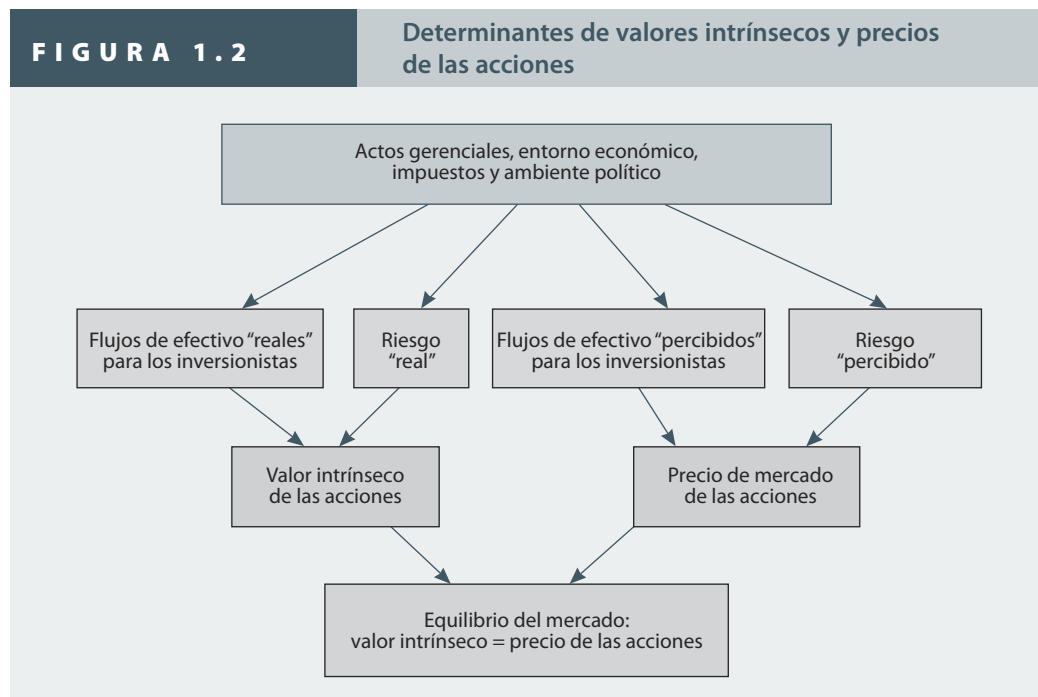 FIGURA 1.2
Determinantes de valores intrínsecos y precios
de las acciones
Actos gerenciales, entorno económico,
impuestos y ambiente político
Flujos de efectivo “reales”
para los inversionistas
Riesgo
“real”
Flujos de efectivo “percibidos”
para los inversionistas
Riesgo
“percibido”
Valor intrínseco
de las acciones
Precio de mercado
de las acciones
Equilibrio del mercado:
valor intrínseco = precio de las acciones